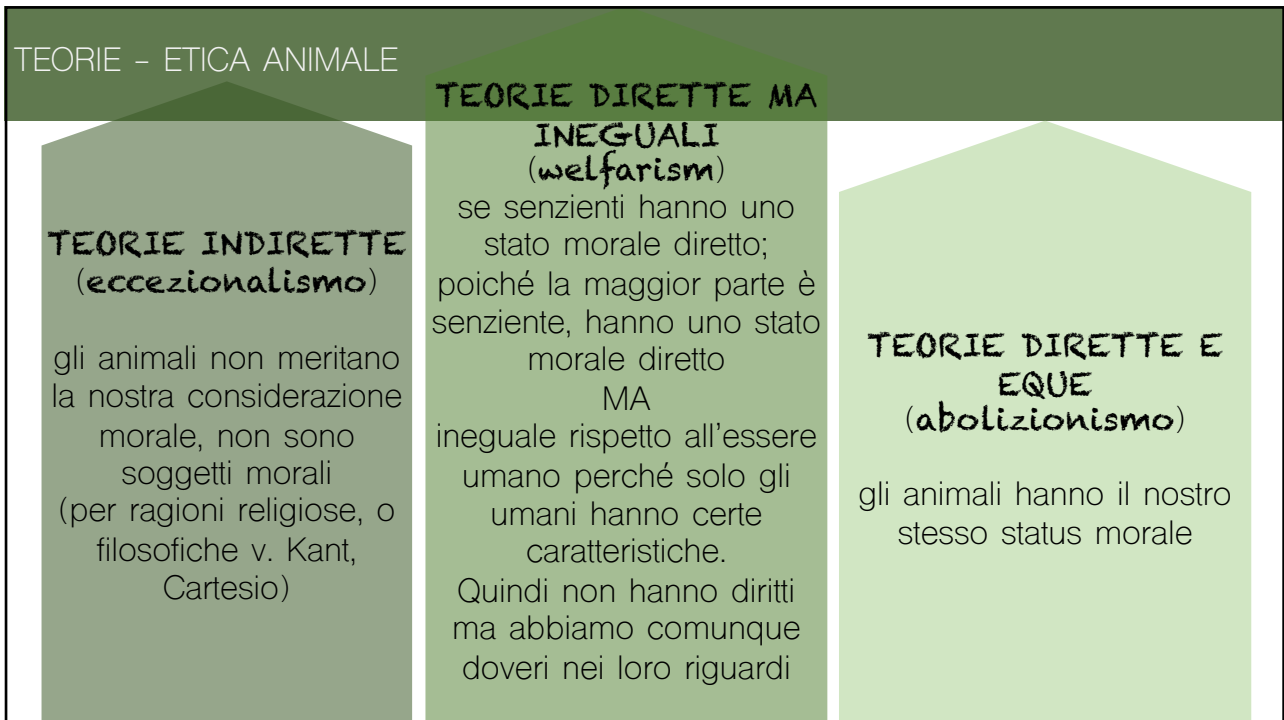 TEORIE – ETICA ANIMALE
TEORIE INDIRETTE
(eccezionalismo)
gli animali non meritano
la nostra considerazione
morale, non sono
soggetti morali
(per ragioni religiose, o
filosofiche v. Kant,
Cartesio)
TEORIE DIRETTE MA
INEGUALI
(welfarism)
se senzienti hanno uno
stato morale diretto;
poiché la maggior parte è
senziente, hanno uno stato
morale diretto
MA
ineguale rispetto all'essere
umano perché solo gli
umani hanno certe
caratteristiche.
Quindi non hanno diritti
ma abbiamo comunque
doveri nei loro riguardi
TEORIE DIRETTE E
EQUE
(abolizionismo)
gli animali hanno il nostro
stesso status morale